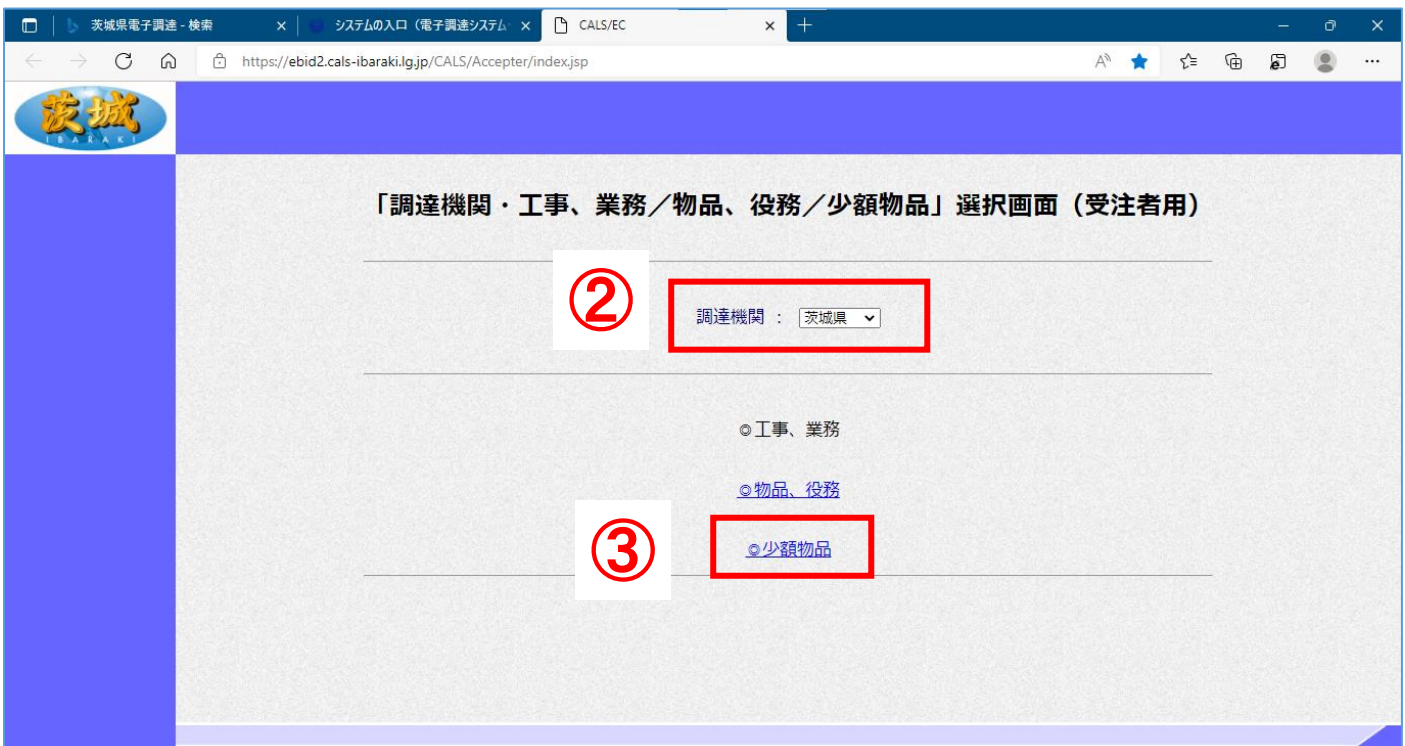 茨城県電子調達 - 検索
システムの入口（電子調達システム
CALS/EC
https://ebid2.cals-ibaraki.lg.jp/CALS/Accepter/index.jsp
茨城
IBARAKI
「調達機関・工事、業務／物品、役務／少額物品」選択画面（受注者用）
②
調達機関 ： 茨城県
◎工事、業務
◎物品、役務
③
◎少額物品